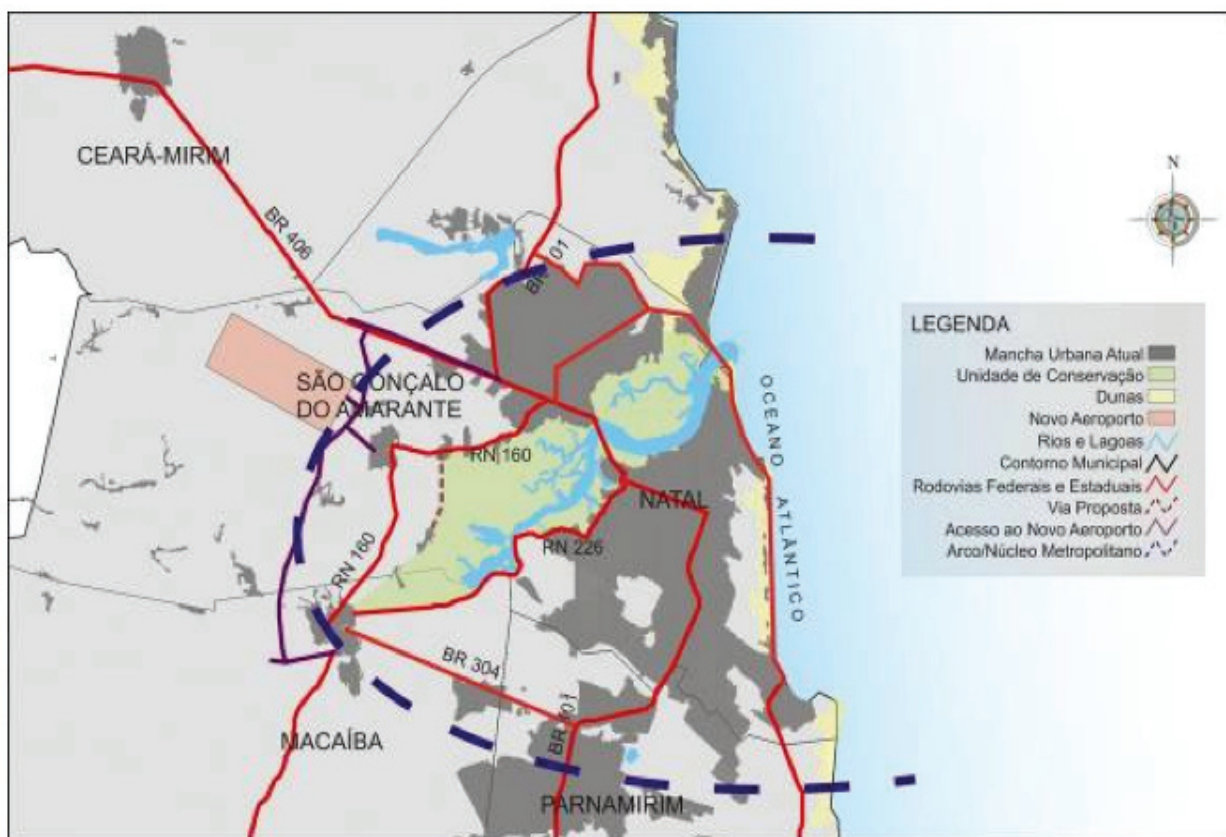 CEARÁ-MIRIM
BR 406
BR 101
N
SÃO GONÇALO
DO AMARANTE
RN 160
NATAL
RN 226
RN 160
BR 304
BR 101
MACAÍBA
PARNAMIRIM
OCEANO ATLÂNTICO
LEGENDA
Mancha Urbana Atual
Unidade de Conservação
Dunas
Novo Aeroporto
Rios e Lagoas
Contorno Municipal
Rodovias Federais e Estaduais
Via Proposta
Acesso ao Novo Aeroporto
Arco/Núcleo Metropolitano